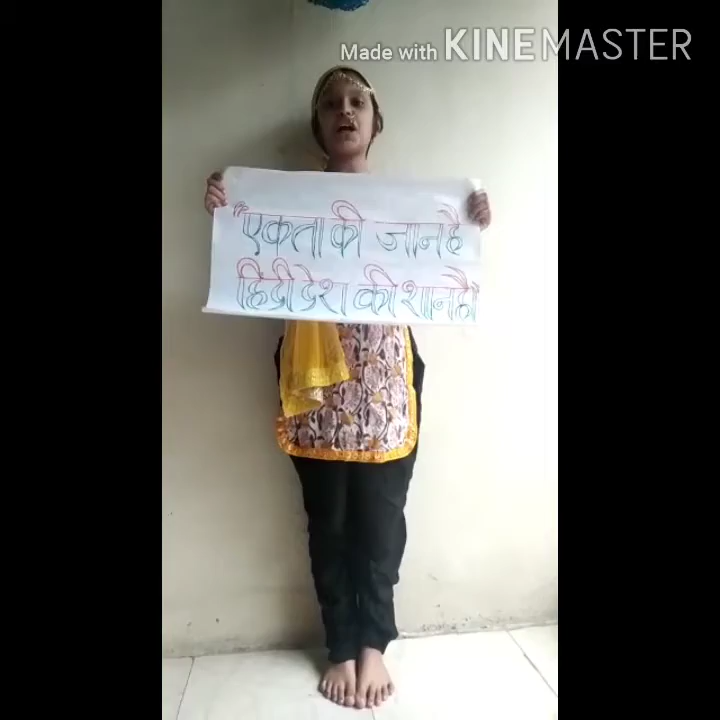 Made with KINEMASTER
"एकता की जान है
हिंदी देश की शान है"